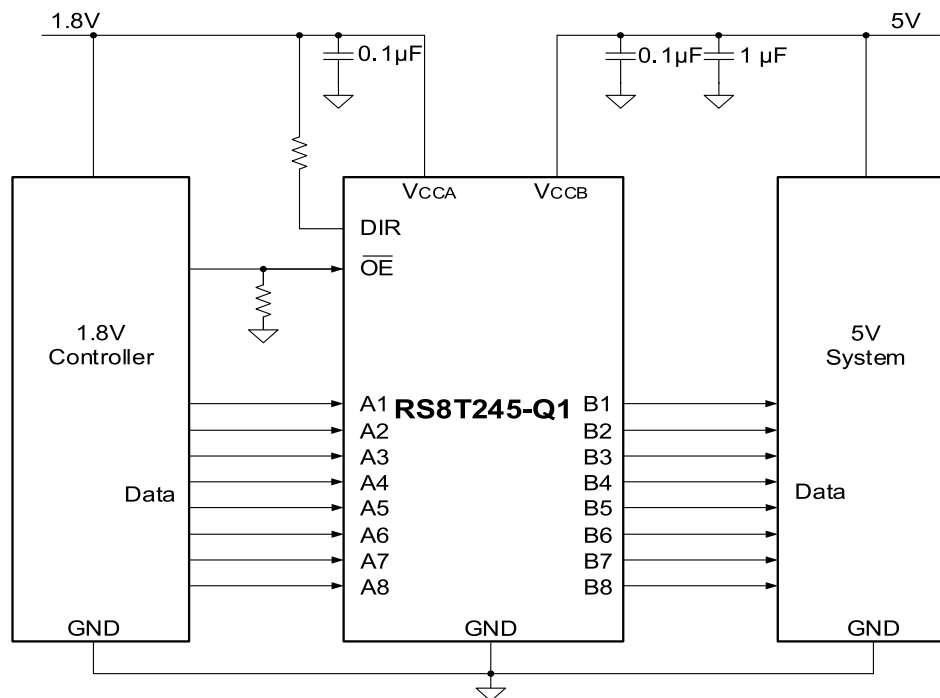 1.8V
5V
0.1μF
0.1μF
1 μF
VCCA
VCCB
DIR
OE
1.8V
Controller
5V
System
RS8T245-Q1
A1
B1
A2
B2
A3
B3
A4
B4
Data
Data
A5
B5
A6
B6
A7
B7
A8
B8
GND
GND
GND